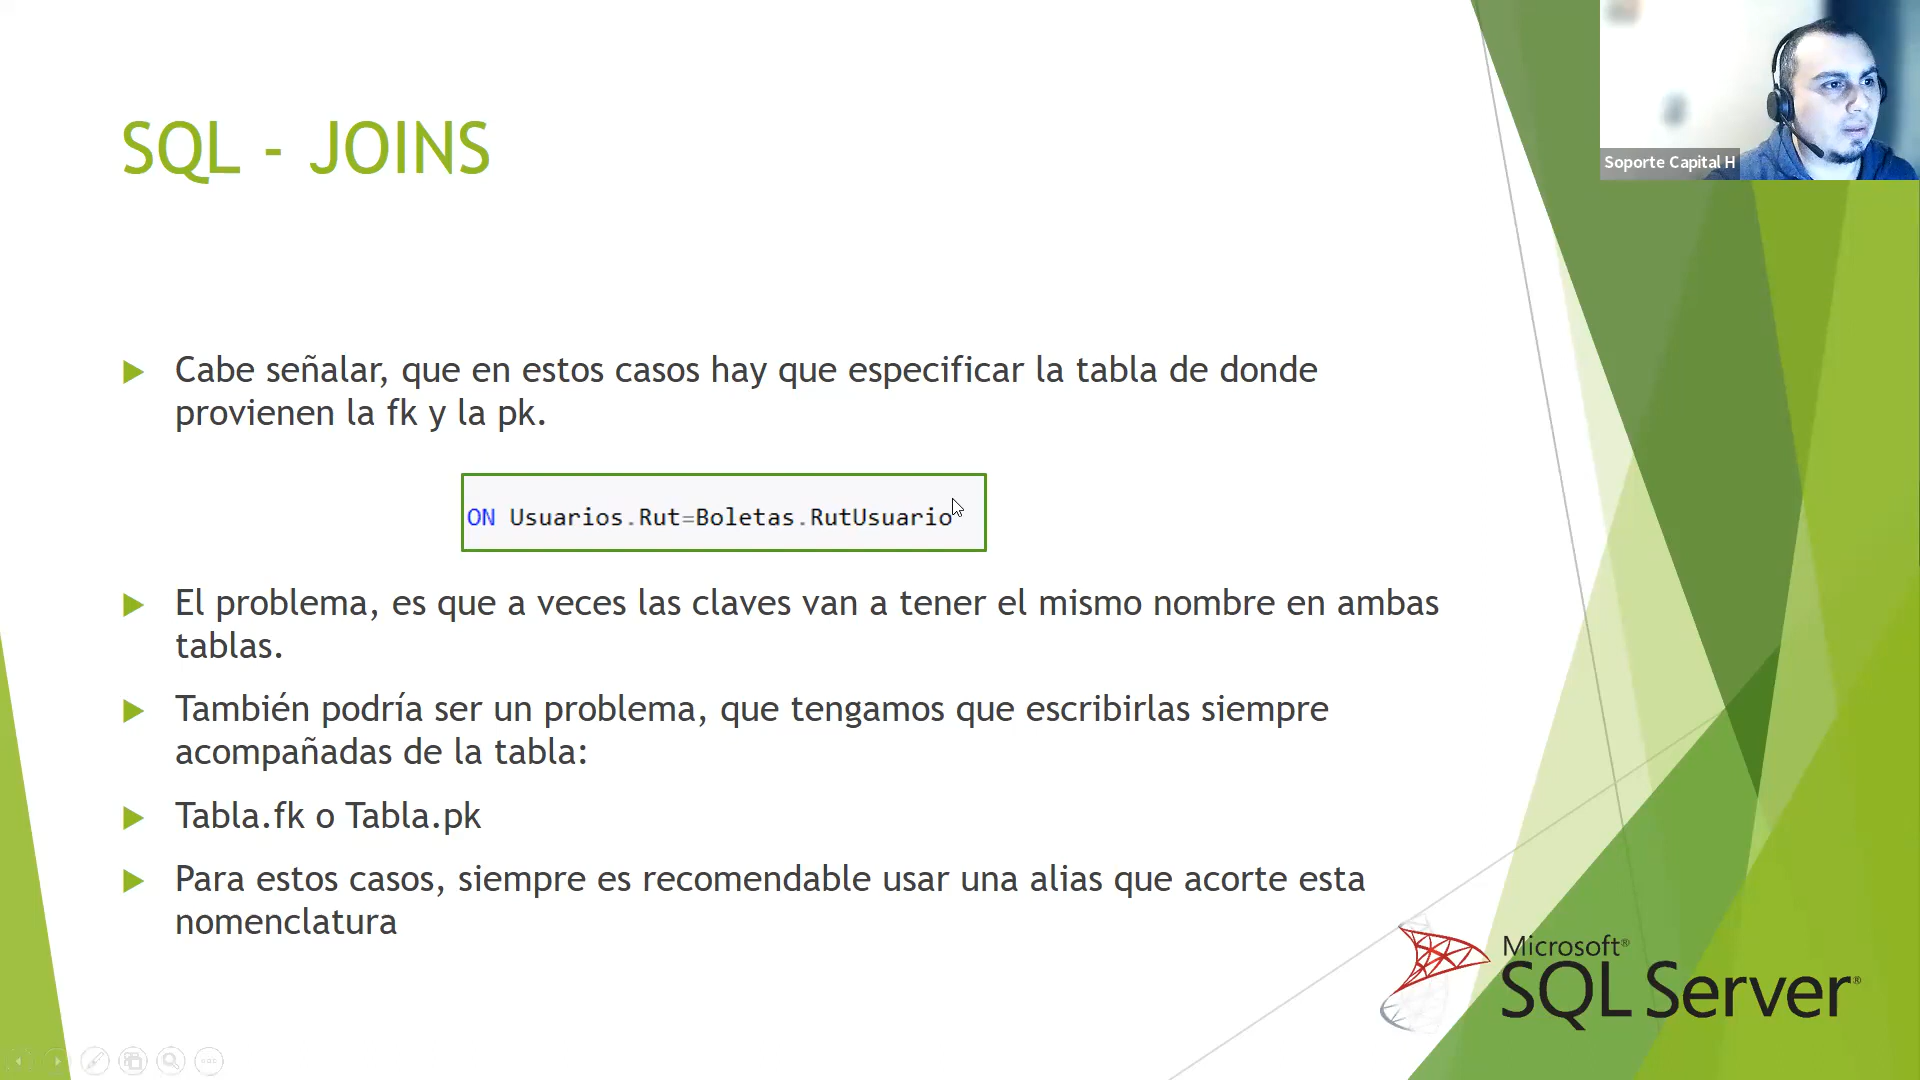 SQL - JOINS
Soporte Capital H
Cabe señalar, que en estos casos hay que especificar la tabla de donde
provienen la fk y la pk.
ON Usuarios.Rut=Boletas.RutUsuario
El problema, es que a veces las claves van a tener el mismo nombre en ambas
tablas.
También podría ser un problema, que tengamos que escribirlas siempre
acompañadas de la tabla:
Tabla.fk o Tabla.pk
Para estos casos, siempre es recomendable usar una alias que acorte esta
nomenclatura
Microsoft®
SQL Server®